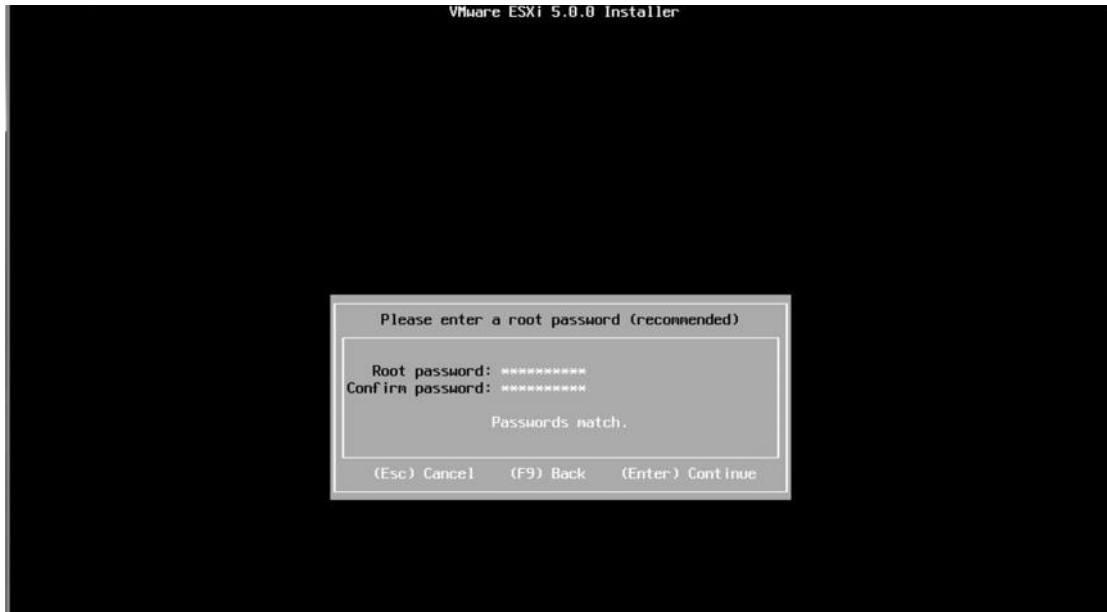 VMware ESXi 5.0.0 Installer
Please enter a root password (recommended)
Root password: **********
Confirm password: **********
Passwords match.
(Esc) Cancel (F9) Back (Enter) Continue